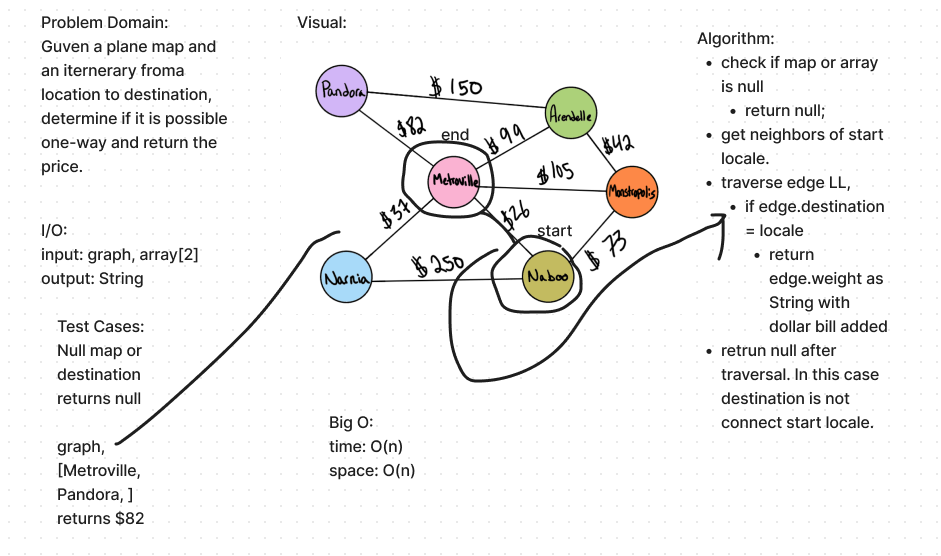 Problem Domain:
Guven a plane map and
an iternerary froma
location to destination,
determine if it is possible
one-way and return the
price.
I/O:
input: graph, array[2]
output: String
Test Cases:
Null map or
destination
returns null
graph,
[Metroville,
Pandora, ]
returns $82
Visual:
Pandora
$150
Arendelle
$82
end
$99
$42
Metroville
$105
Monstropolis
$37
$26
start
$73
Narnia
$250
Naboo
Big O:
time: O(n)
space: O(n)
Algorithm:
check if map or array
is null
return null;
get neighbors of start
locale.
traverse edge LL,
if edge.destination
= locale
return
edge.weight as
String with
dollar bill added
retrun null after
traversal. In this case
destination is not
connect start locale.